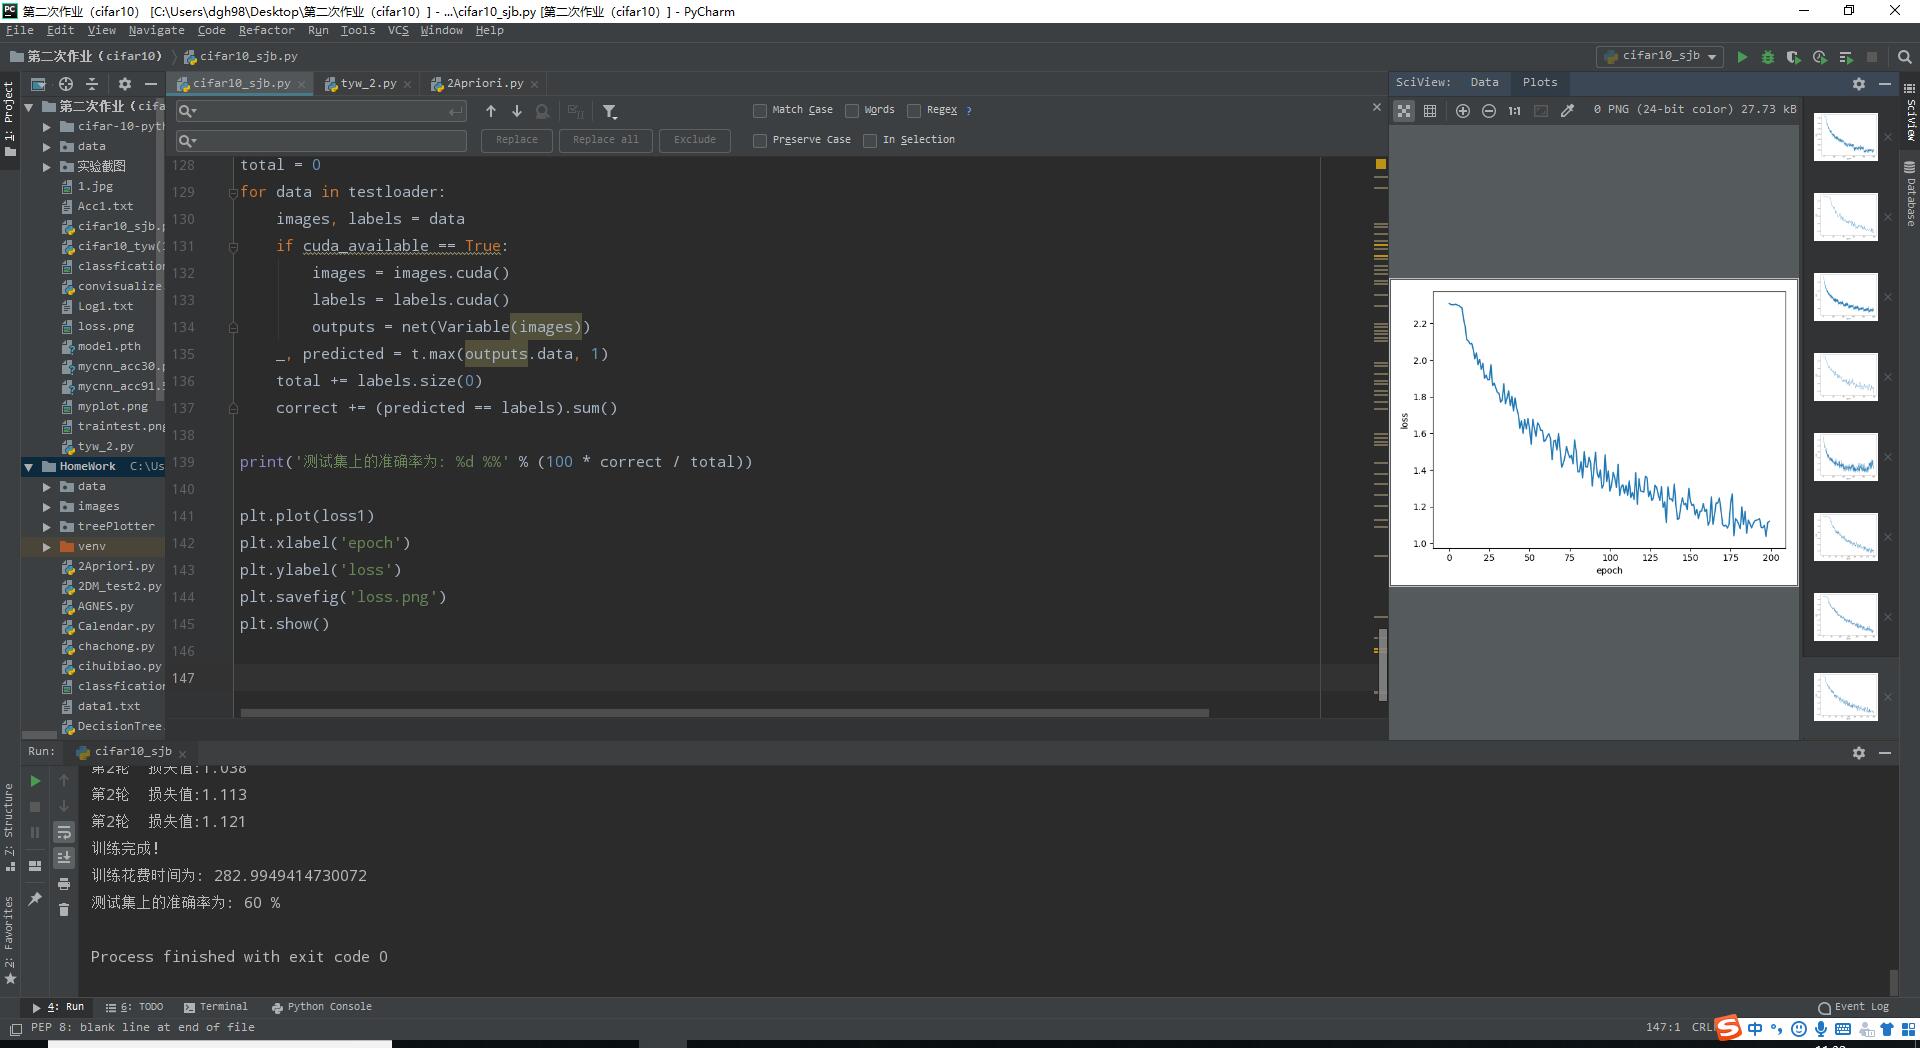 第二次作业（cifar10） [C:\Users\dgh98\Desktop\第二次作业（cifar10）] - ...\cifar10_sjb.py [第二次作业（cifar10）] - PyCharm
File Edit View Navigate Code Refactor Run Tools VCS Window Help
第二次作业（cifar10） cifar10_sjb.py
cifar10_sjb
1: Project
第二次作业（cifa
cifar-10-pyth
data
实验截图
1.jpg
Acc1.txt
cifar10_sjb.p
cifar10_tyw(1
classfication
convisualize
Log1.txt
loss.png
model.pth
mycnn_acc30.p
mycnn_acc91.
myplot.png
traintest.png
tyw_2.py
HomeWork C:\Us
data
images
treePlotter
venv
2Apriori.py
2DM_test2.py
AGNES.py
Calendar.py
chachong.py
cihuibiao.py
classfication
data1.txt
DecisionTree.
cifar10_sjb.py tyw_2.py 2Apriori.py
Match Case Words Regex ?
Replace Replace all Exclude Preserve Case In Selection
128 total = 0
129 for data in testloader:
130 images, labels = data
131 if cuda_available == True:
132 images = images.cuda()
133 labels = labels.cuda()
134 outputs = net(Variable(images))
135 _, predicted = t.max(outputs.data, 1)
136 total += labels.size(0)
137 correct += (predicted == labels).sum()
138
139 print('测试集上的准确率为: %d %%' % (100 * correct / total))
140
141 plt.plot(loss1)
142 plt.xlabel('epoch')
143 plt.ylabel('loss')
144 plt.savefig('loss.png')
145 plt.show()
146
147
SciView: Data Plots
1:1 0 PNG (24-bit color) 27.73 kB
2.2
2.0
1.8
1.6
1.4
1.2
1.0
loss
0 25 50 75 100 125 150 175 200
epoch
SciView
Database
Run: cifar10_sjb
第2轮 损失值:1.038
第2轮 损失值:1.113
第2轮 损失值:1.121
训练完成!
训练花费时间为: 282.9949414730072
测试集上的准确率为: 60 %
Process finished with exit code 0
Z: Structure
2: Favorites
4: Run 6: TODO Terminal Python Console Event Log
PEP 8: blank line at end of file 147:1 CRL
S 中